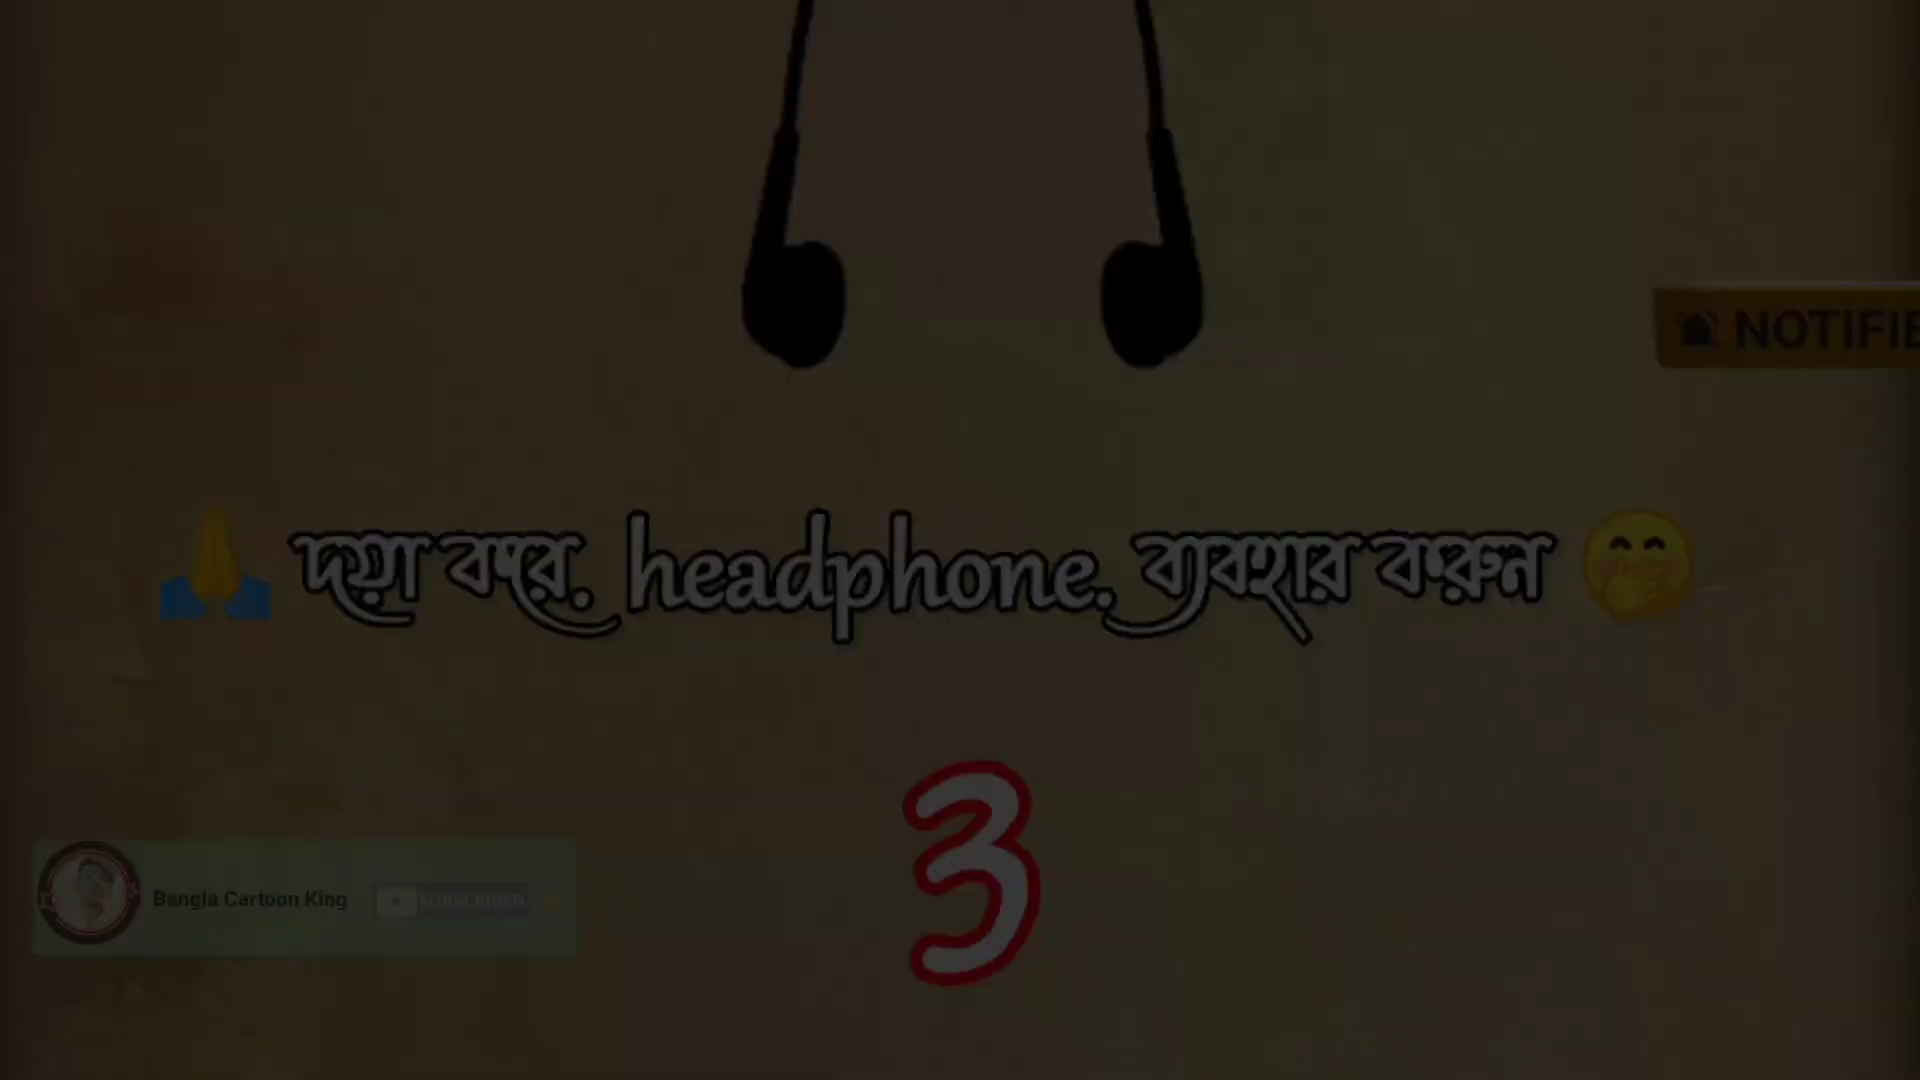 NOTIFIE
🙏 দয়া করে. headphone. ব্যবহার করুন 🤭
3
Bangla Cartoon King